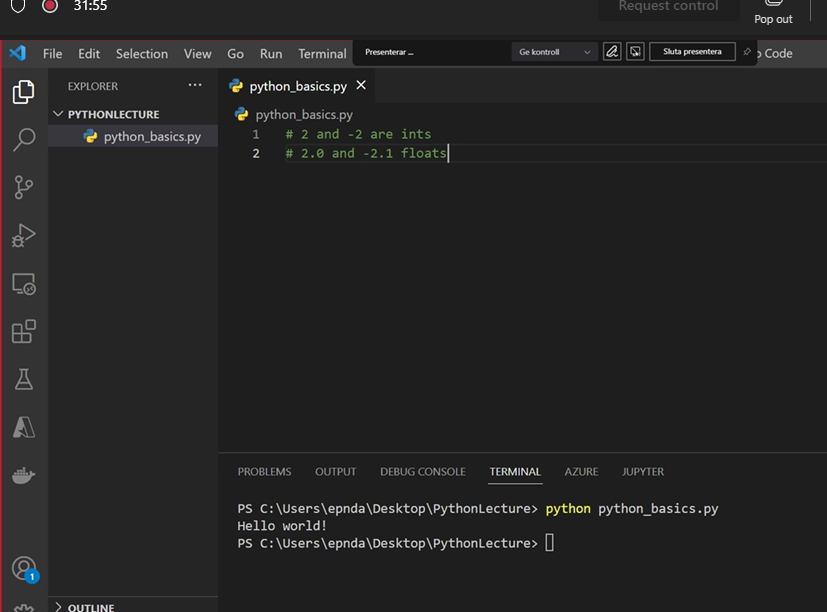 31:55
Request control
Pop out
File Edit Selection View Go Run Terminal
Presenterar ...
Ge kontroll
Sluta presentera
Code
EXPLORER
PYTHONLECTURE
python_basics.py
python_basics.py
python_basics.py
1 # 2 and -2 are ints
2 # 2.0 and -2.1 floats
PROBLEMS OUTPUT DEBUG CONSOLE TERMINAL AZURE JUPYTER
PS C:\Users\epnda\Desktop\PythonLecture> python python_basics.py
Hello world!
PS C:\Users\epnda\Desktop\PythonLecture>
1
OUTLINE